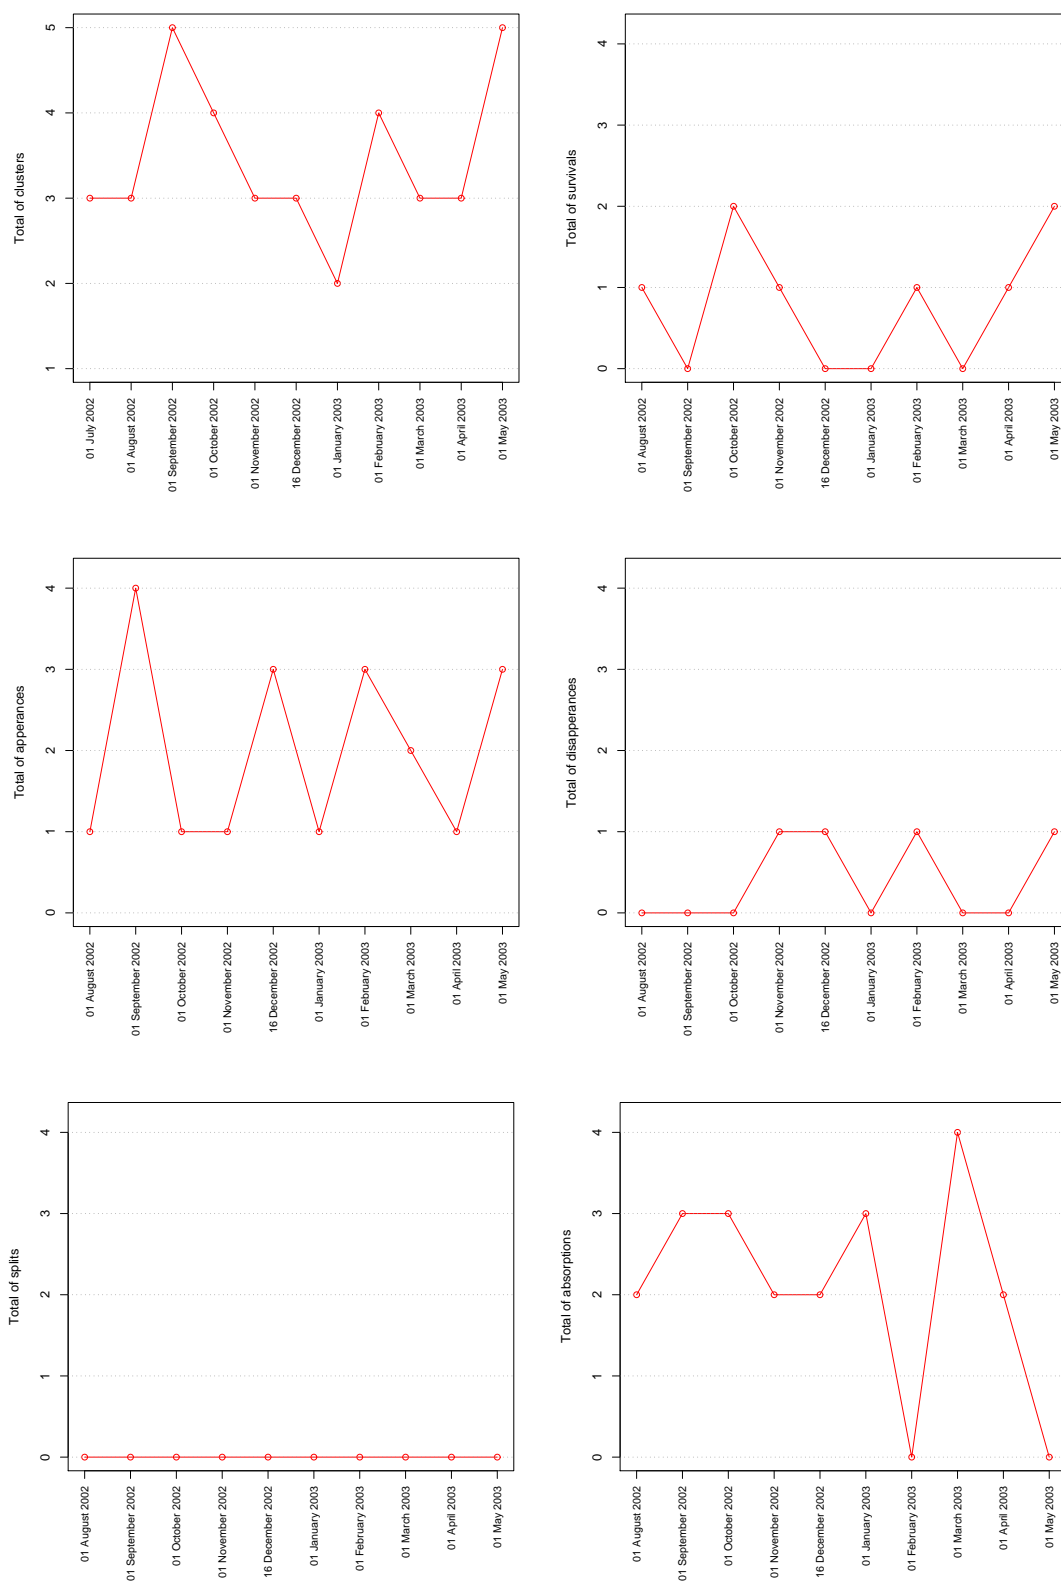 Total of clusters
5
4
3
2
1
01 July 2002
01 August 2002
01 September 2002
01 October 2002
01 November 2002
16 December 2002
01 January 2003
01 February 2003
01 March 2003
01 April 2003
01 May 2003
Total of survivals
4
3
2
1
0
01 August 2002
01 September 2002
01 October 2002
01 November 2002
16 December 2002
01 January 2003
01 February 2003
01 March 2003
01 April 2003
01 May 2003
Total of apperances
4
3
2
1
0
01 August 2002
01 September 2002
01 October 2002
01 November 2002
16 December 2002
01 January 2003
01 February 2003
01 March 2003
01 April 2003
01 May 2003
Total of disapperances
4
3
2
1
0
01 August 2002
01 September 2002
01 October 2002
01 November 2002
16 December 2002
01 January 2003
01 February 2003
01 March 2003
01 April 2003
01 May 2003
Total of splits
4
3
2
1
0
01 August 2002
01 September 2002
01 October 2002
01 November 2002
16 December 2002
01 January 2003
01 February 2003
01 March 2003
01 April 2003
01 May 2003
Total of absorptions
4
3
2
1
0
01 August 2002
01 September 2002
01 October 2002
01 November 2002
16 December 2002
01 January 2003
01 February 2003
01 March 2003
01 April 2003
01 May 2003